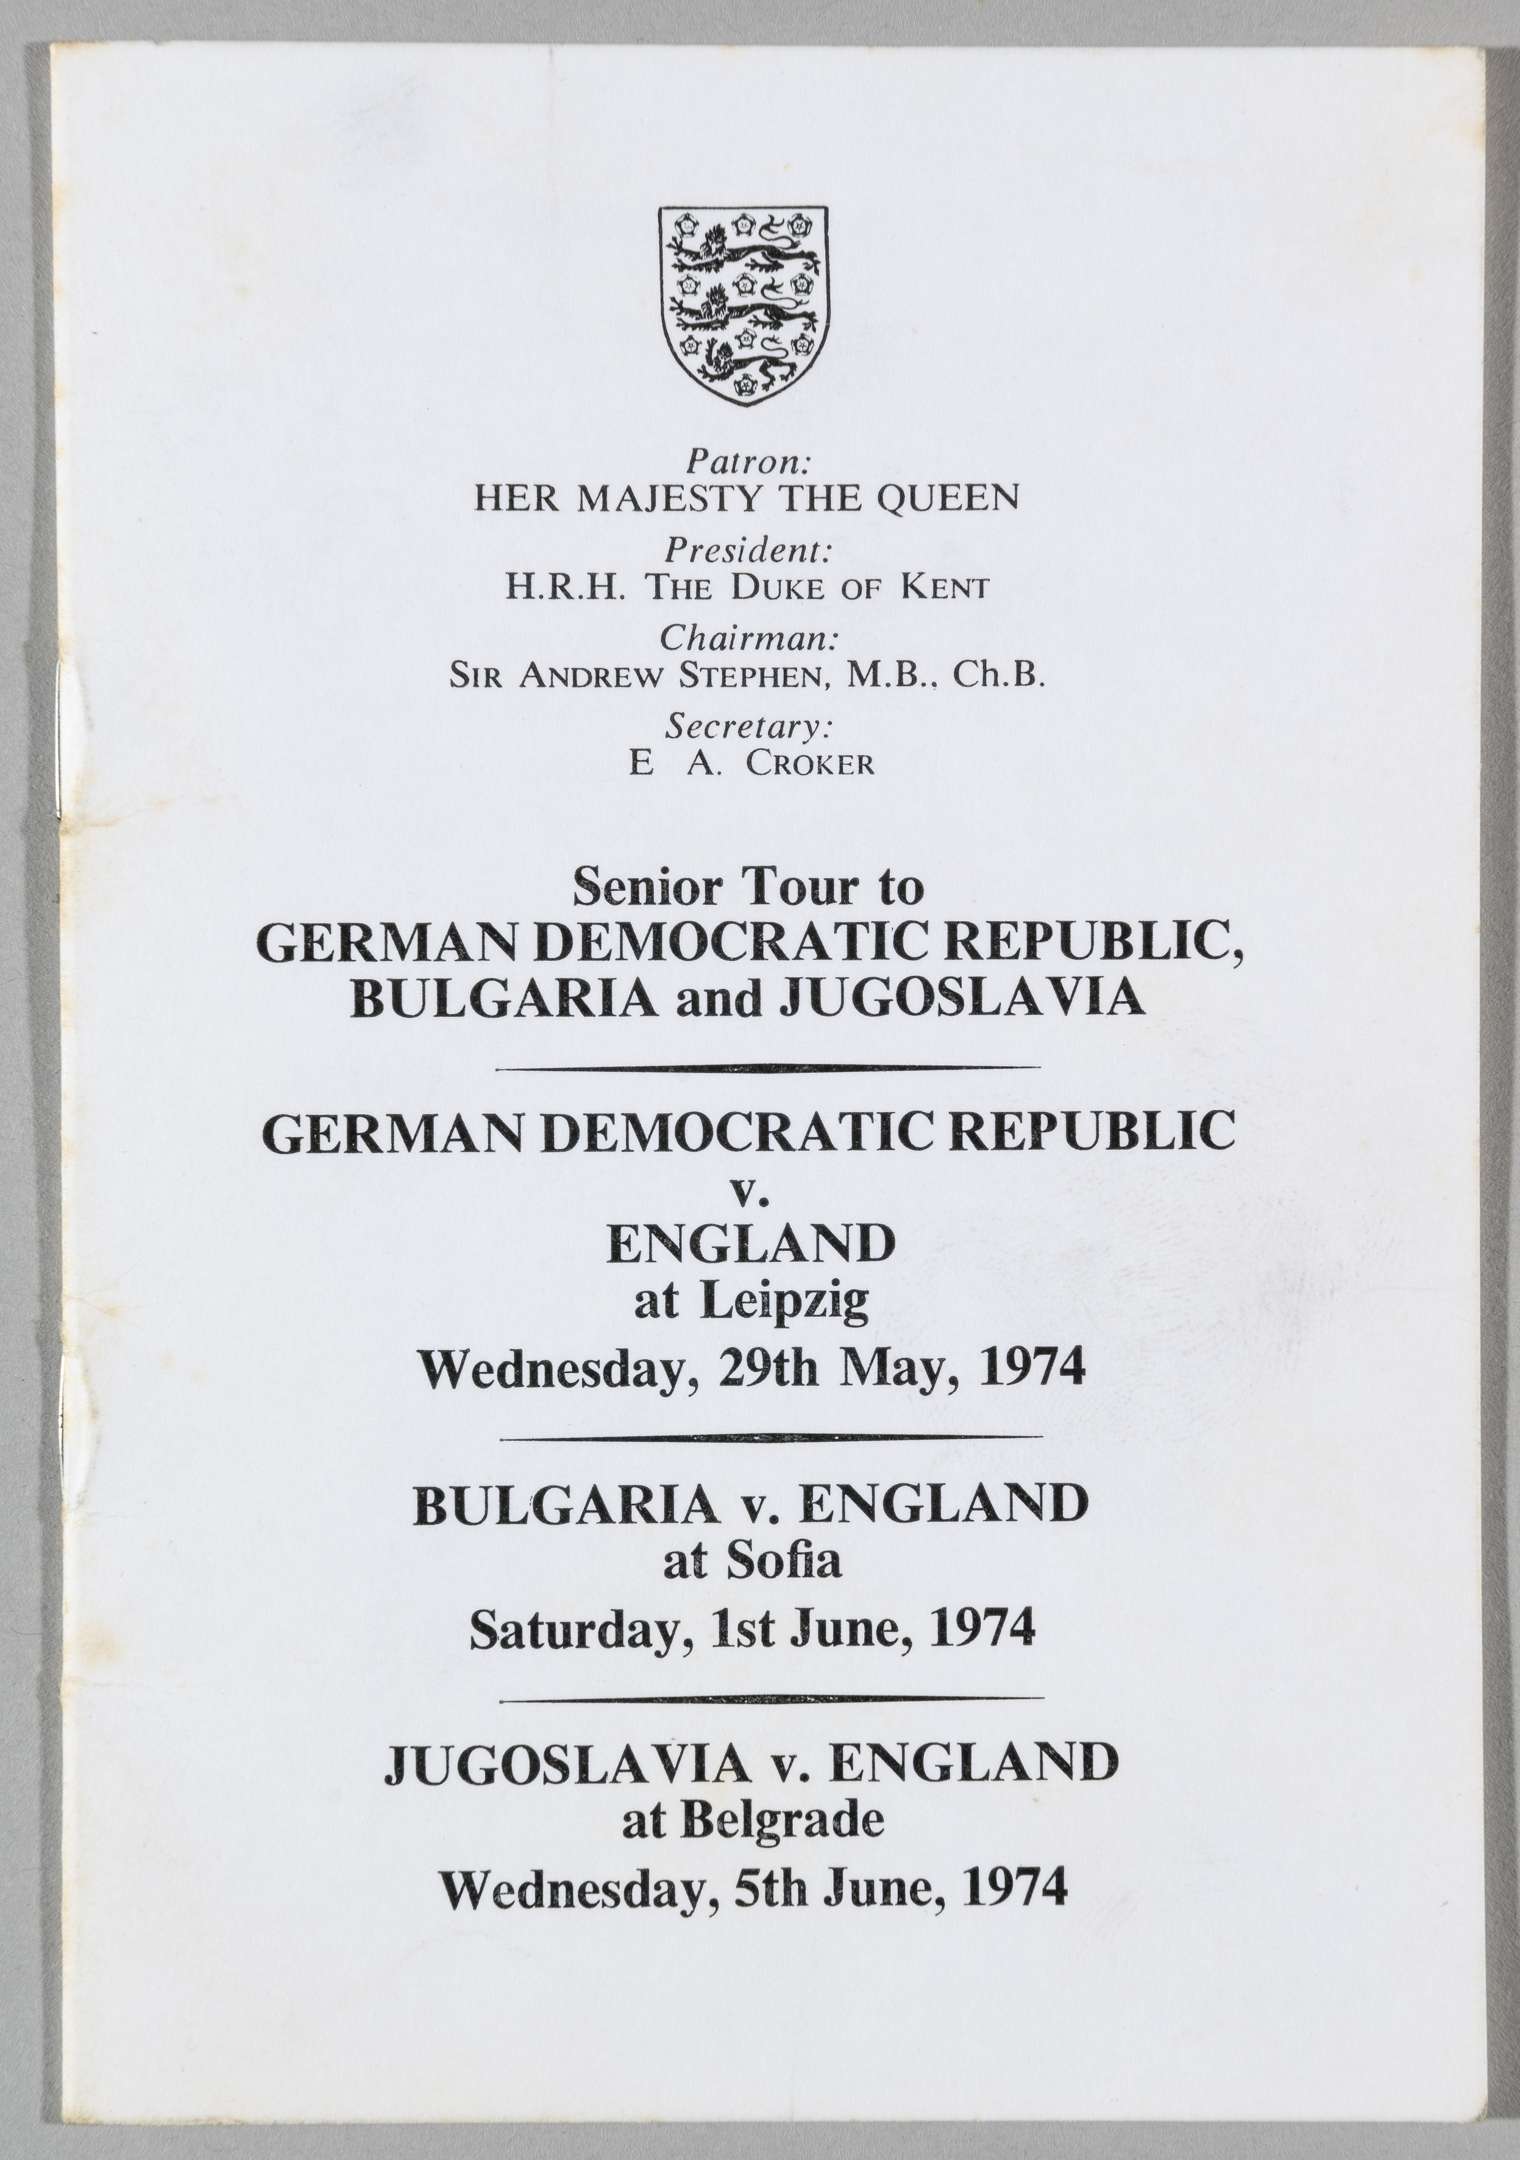 Patron:
HER MAJESTY THE QUEEN
President:
H.R.H. THE DUKE OF KENT
Chairman:
SIR ANDREW STEPHEN, M.B., Ch.B.
Secretary:
E A. CROKER
Senior Tour to
GERMAN DEMOCRATIC REPUBLIC,
BULGARIA and JUGOSLAVIA
GERMAN DEMOCRATIC REPUBLIC
v.
ENGLAND
at Leipzig
Wednesday, 29th May, 1974
BULGARIA v. ENGLAND
at Sofia
Saturday, 1st June, 1974
JUGOSLAVIA v. ENGLAND
at Belgrade
Wednesday, 5th June, 1974